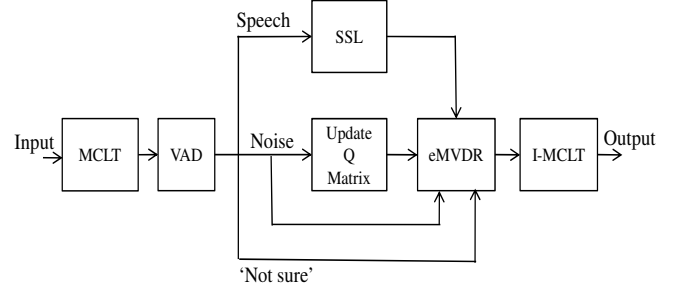 Speech
SSL
Input
MCLT
VAD
Noise
Update
Q
Matrix
eMVDR
I-MCLT
Output
‘Not sure’